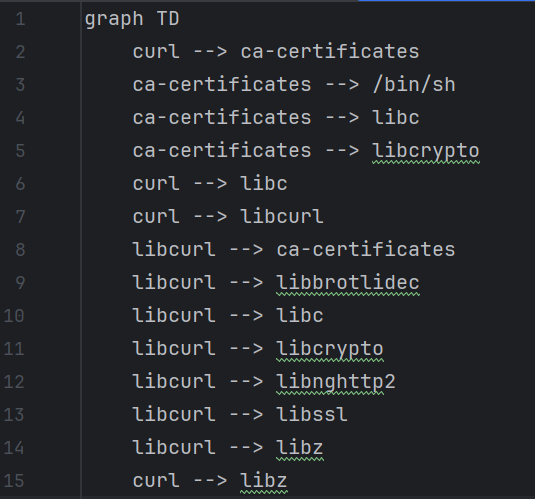 1 graph TD
2 curl --> ca-certificates
3 ca-certificates --> /bin/sh
4 ca-certificates --> libc
5 ca-certificates --> libcrypto
6 curl --> libc
7 curl --> libcurl
8 libcurl --> ca-certificates
9 libcurl --> libbrotlidec
10 libcurl --> libc
11 libcurl --> libcrypto
12 libcurl --> libnghttp2
13 libcurl --> libssl
14 libcurl --> libz
15 curl --> libz